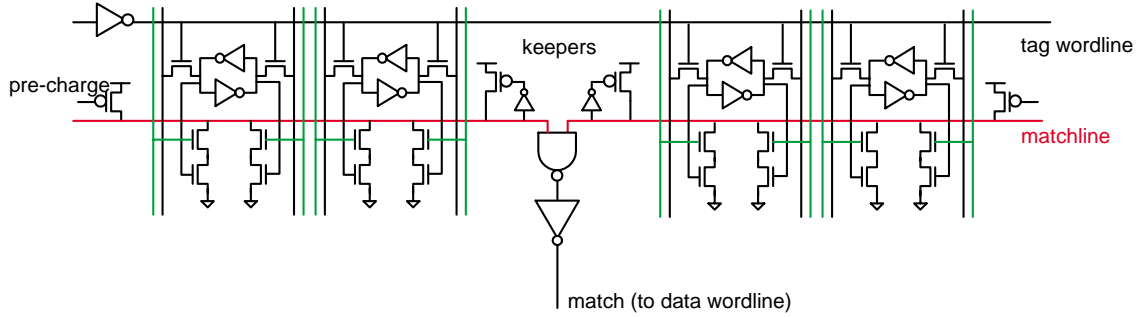 keepers
tag wordline
pre-charge
matchline
match (to data wordline)